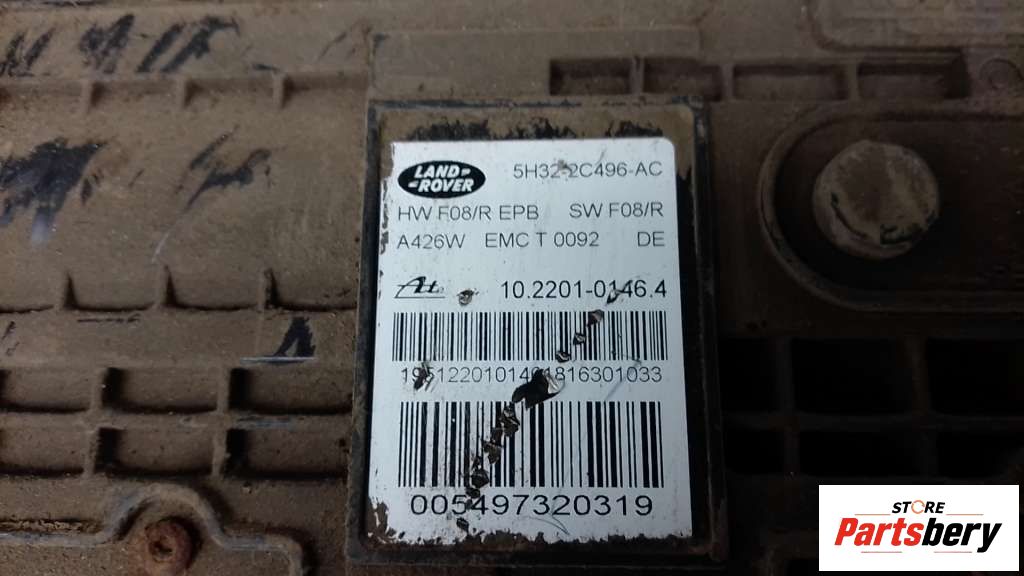 LAND-
-ROVER
5H32-2C496-AC
HW F08/R EPB SW F08/R
A426W EMC T 0092 DE
Ate 10.2201-0146.4
005497320319
STORE
Partsbery